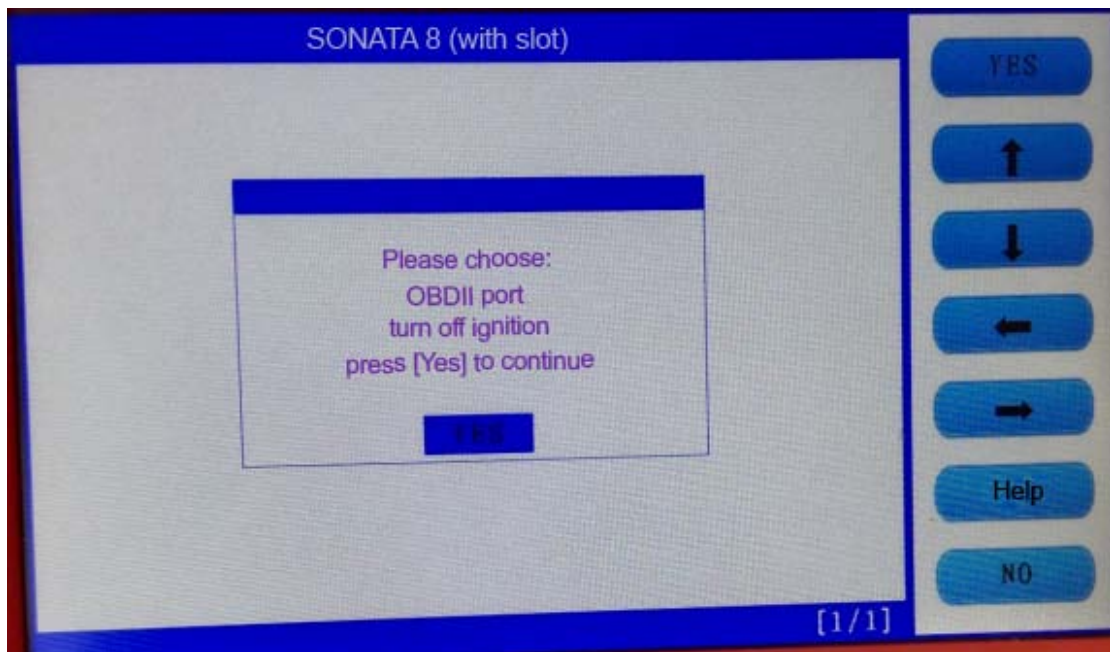 SONATA 8 (with slot)
Please choose:
OBDII port
turn off ignition
press [Yes] to continue
YES
[1/1]
YES
Help
NO